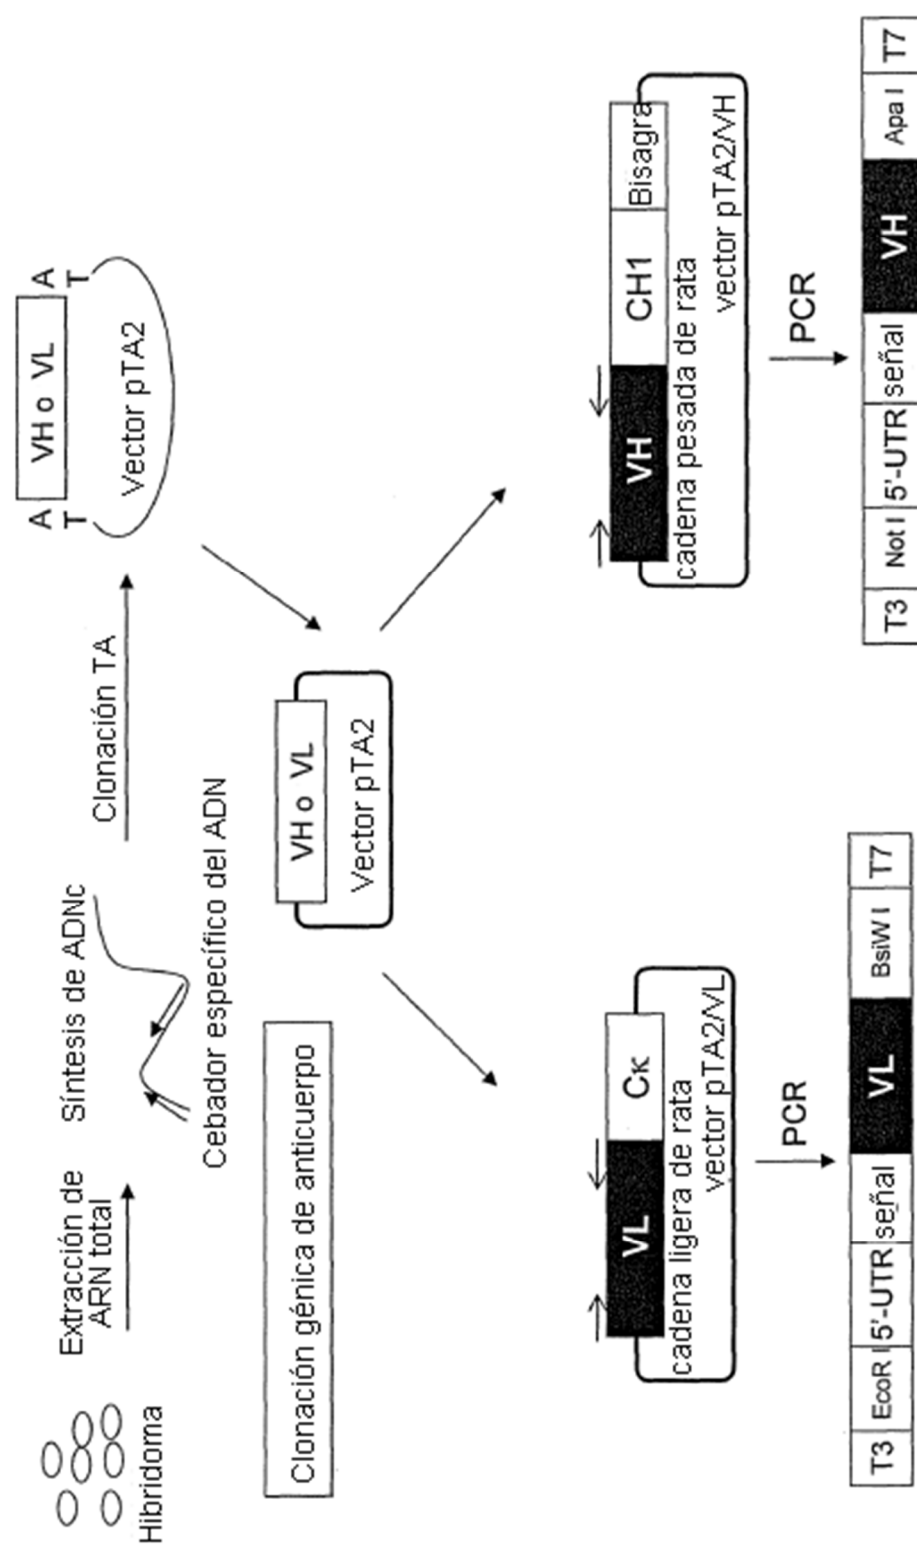 Hibridoma
Extracción de
ARN total
Síntesis de ADNc
Cebador específico del ADN
Clonación TA
A
VH o VL
A
T
T
Vector pTA2
Clonación génica de anticuerpo
VH o VL
Vector pTA2
VL
Cκ
cadena ligera de rata
vector pTA2/VL
PCR
T3
EcoR I
5'-UTR
señal
VL
BsiW I
T7
VH
CH1
Bisagra
cadena pesada de rata
vector pTA2/VH
PCR
T3
Not I
5'-UTR
señal
VH
Apa I
T7